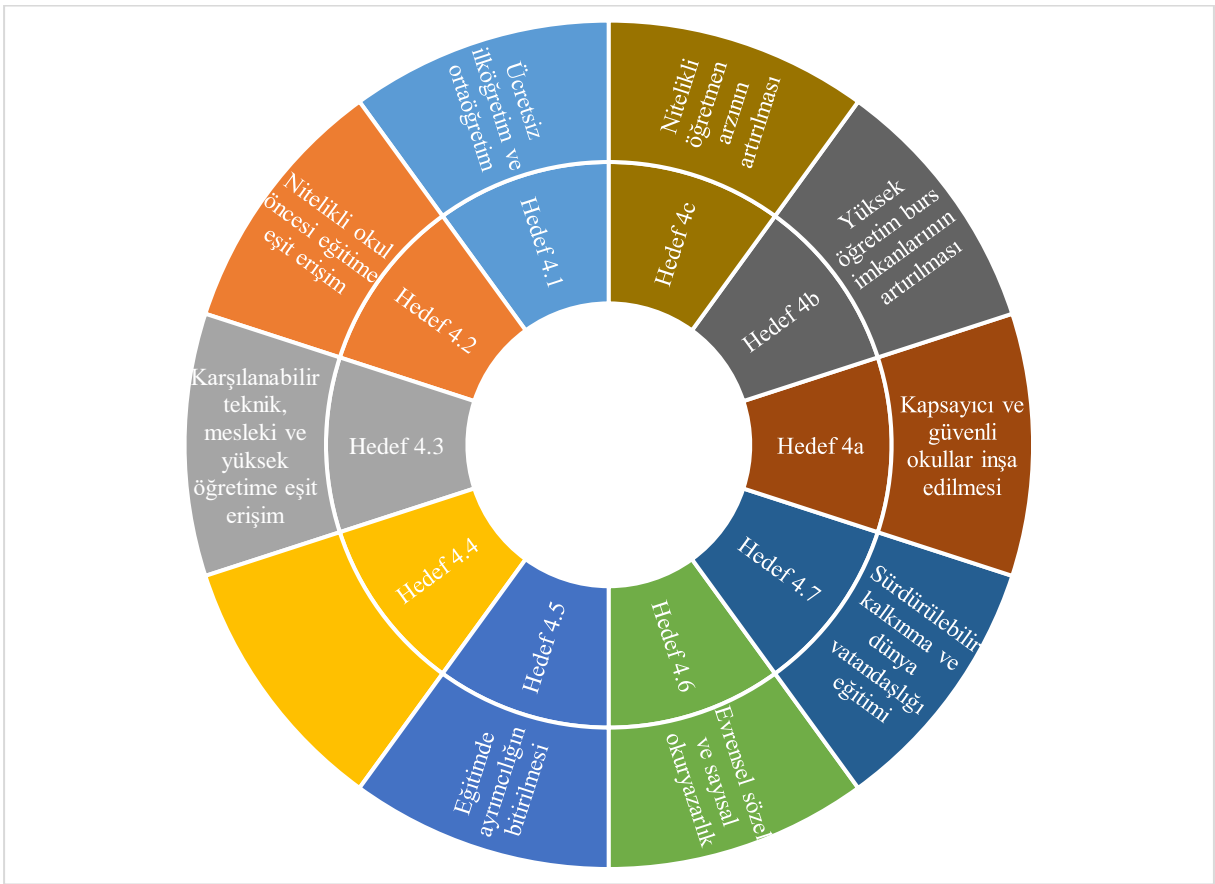 Ücretsiz
ilköğretim ve
ortaöğretim
Hedef 4.1
Nitelikli okul
öncesi eğitime
eşit erişim
Hedef 4.2
Karşılanabilir
teknik,
mesleki ve
yüksek
öğretime eşit
erişim
Hedef 4.3
Hedef 4.4
Eğitimde
ayrımcılığın
bitirilmesi
Hedef 4.5
Evrensel sözel
ve sayısal
okuryazarlık
Hedef 4.6
Sürdürülebilir
kalkınma ve
dünya
vatandaşlığı
eğitimi
Hedef 4.7
Kapsayıcı ve
güvenli
okullar inşa
edilmesi
Hedef 4a
Yüksek
öğretim burs
imkanlarının
artırılması
Hedef 4b
Nitelikli
öğretmen
arzının
artırılması
Hedef 4c